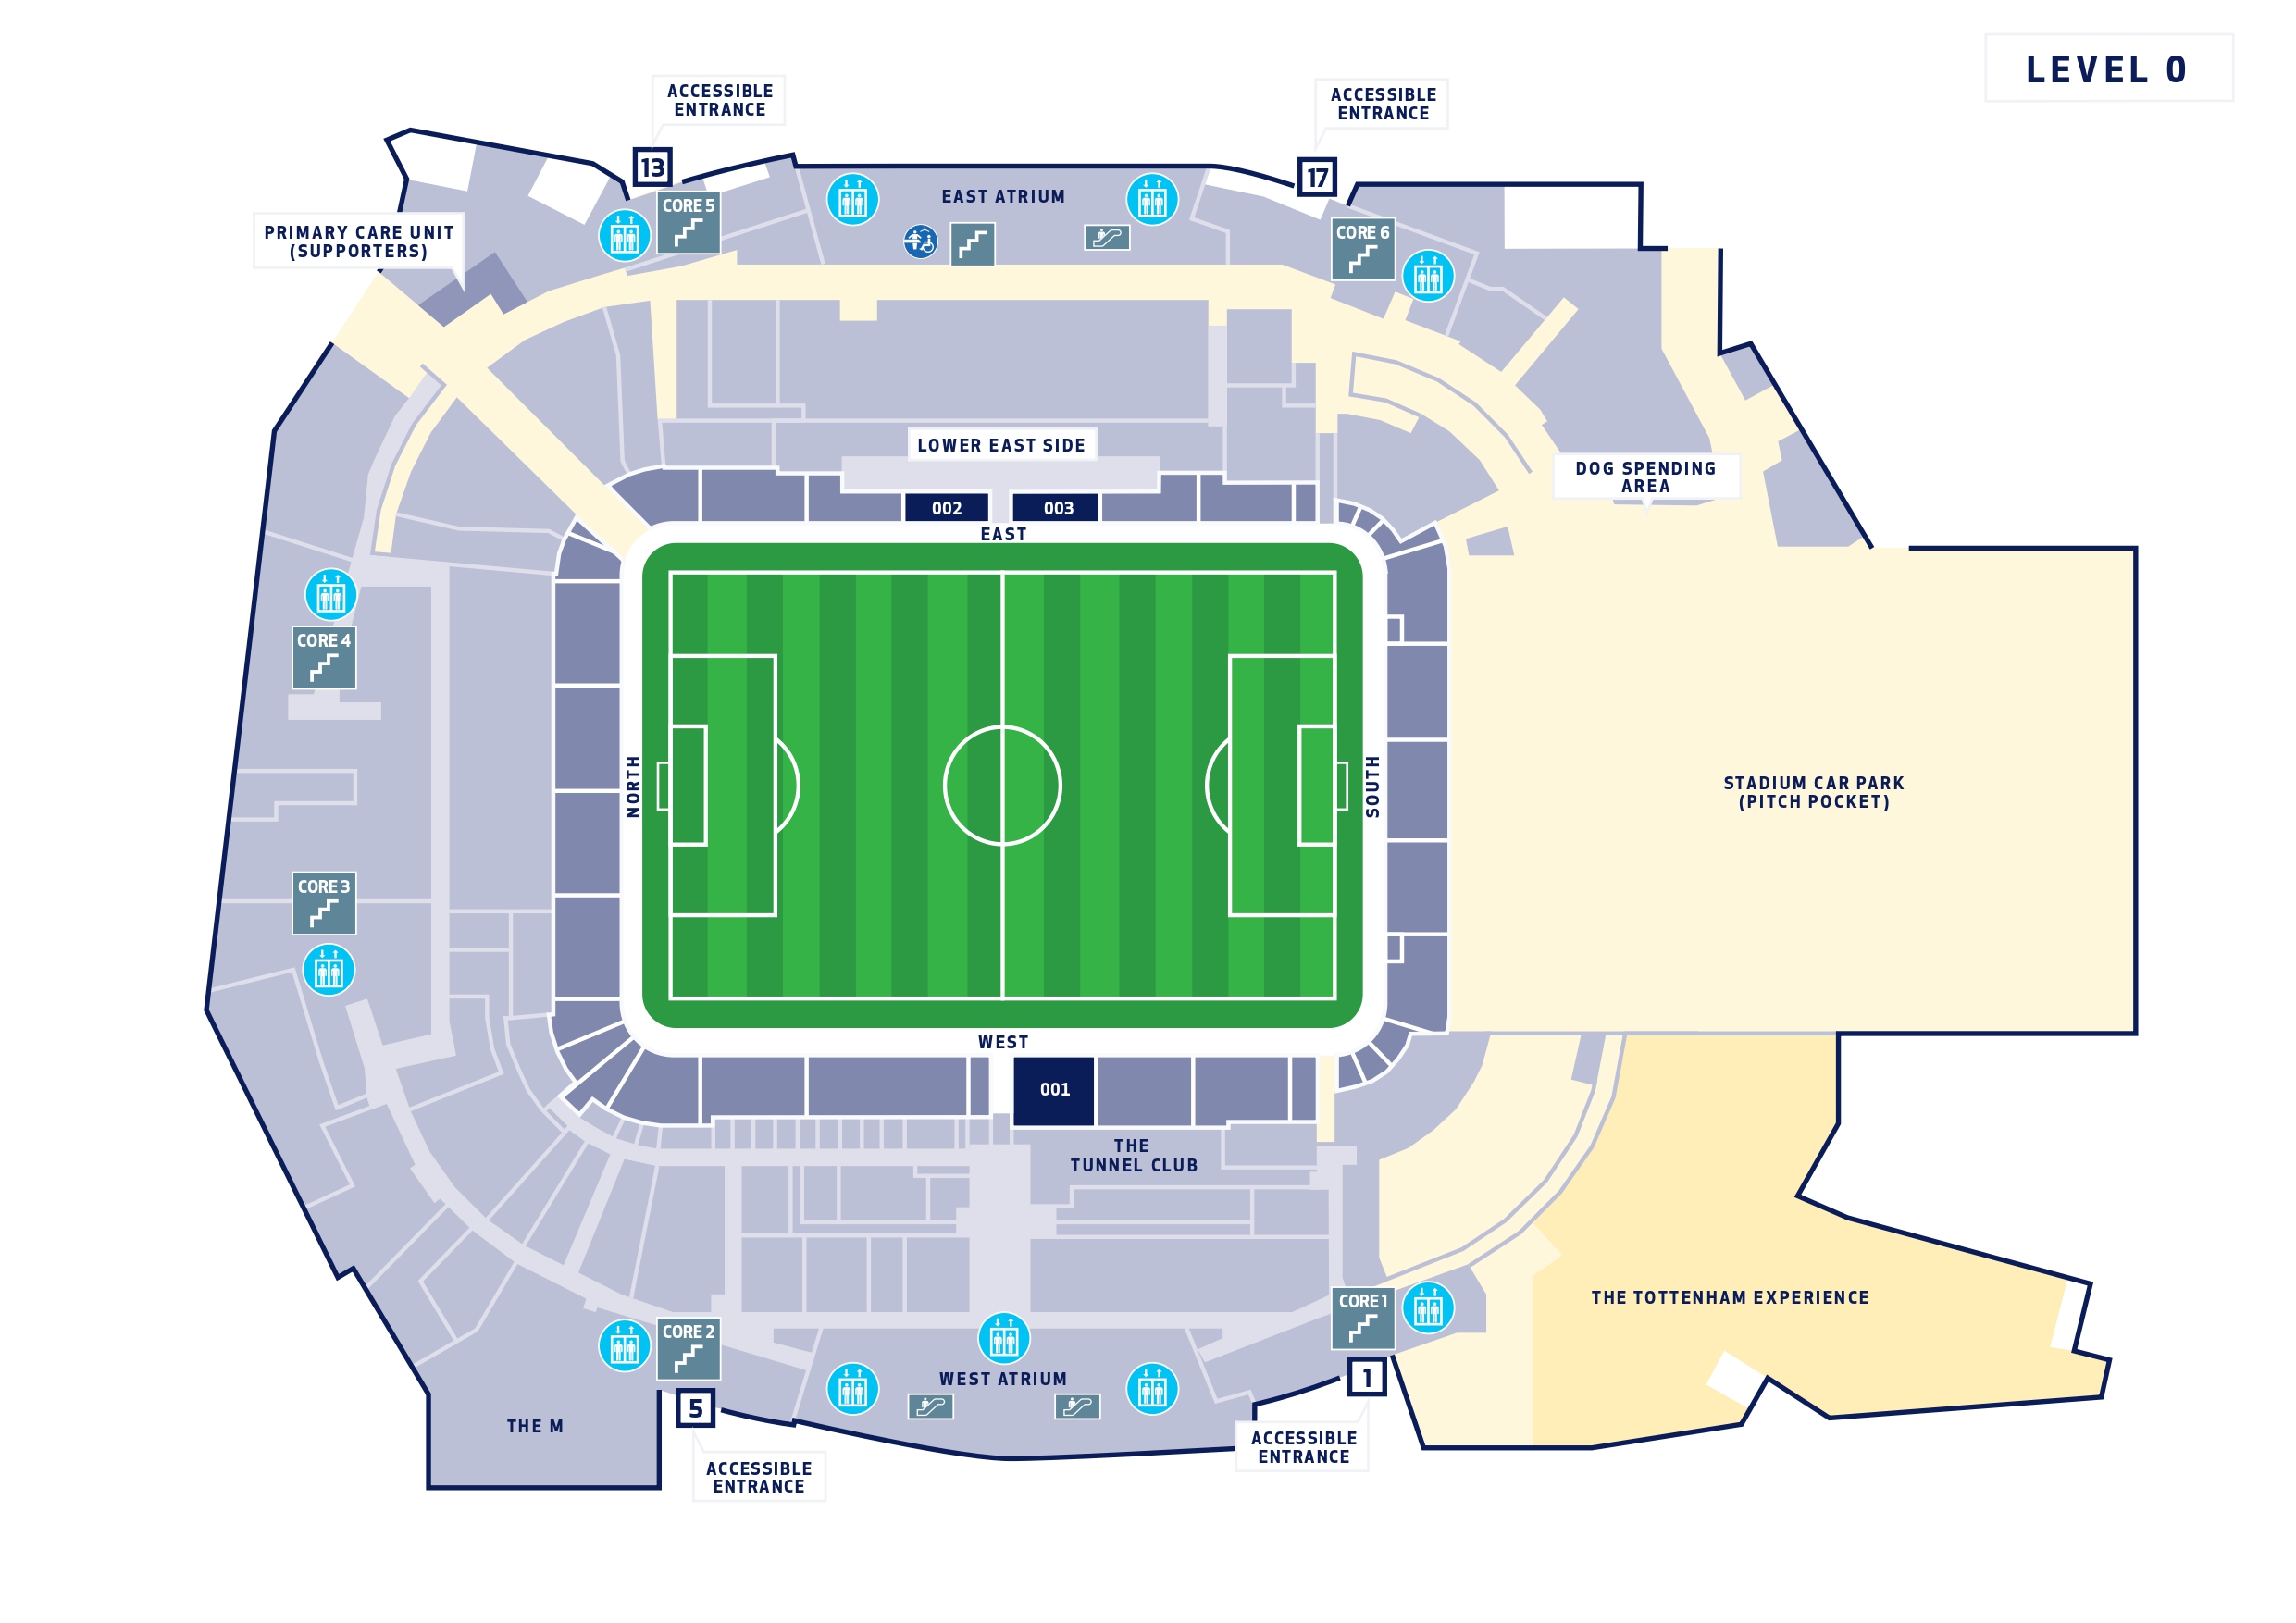 LEVEL 0
ACCESSIBLE
ENTRANCE
ACCESSIBLE
ENTRANCE
13
17
EAST ATRIUM
CORE 5
CORE 6
PRIMARY CARE UNIT
(SUPPORTERS)
LOWER EAST SIDE
DOG SPENDING
AREA
002
003
EAST
CORE 4
NORTH
SOUTH
STADIUM CAR PARK
(PITCH POCKET)
CORE 3
WEST
001
THE
TUNNEL CLUB
CORE 1
THE TOTTENHAM EXPERIENCE
CORE 2
WEST ATRIUM
1
5
THE M
ACCESSIBLE
ENTRANCE
ACCESSIBLE
ENTRANCE